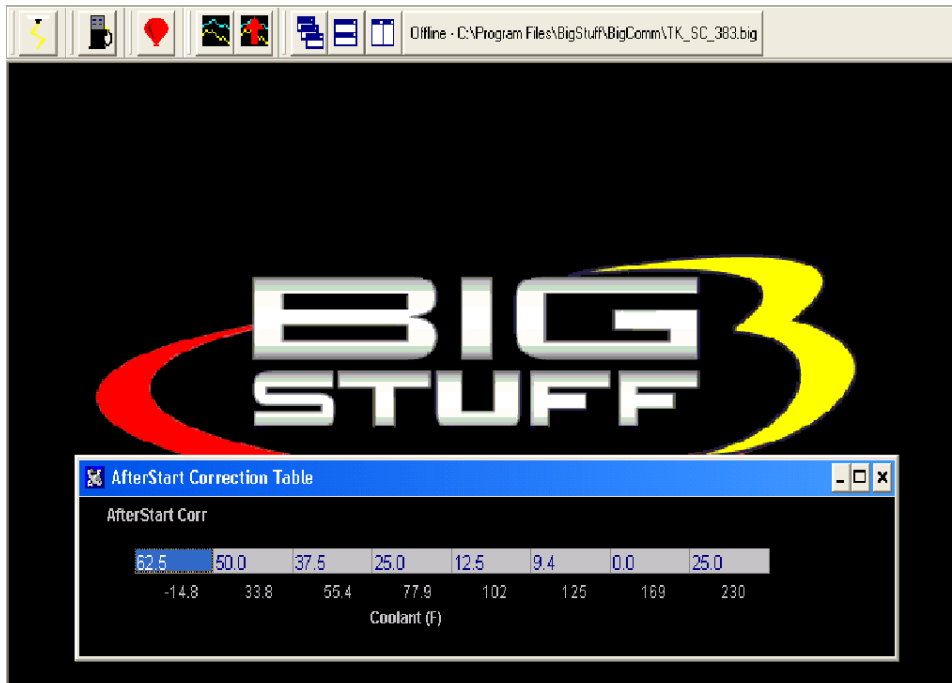 Offline - C:\Program Files\BigStuff\BigComm\TK_SC_383.big
BIG 3
STUFF
AfterStart Correction Table
AfterStart Corr
62.5 50.0 37.5 25.0 12.5 9.4 0.0 25.0
-14.8 33.8 55.4 77.9 102 125 169 230
Coolant (F)